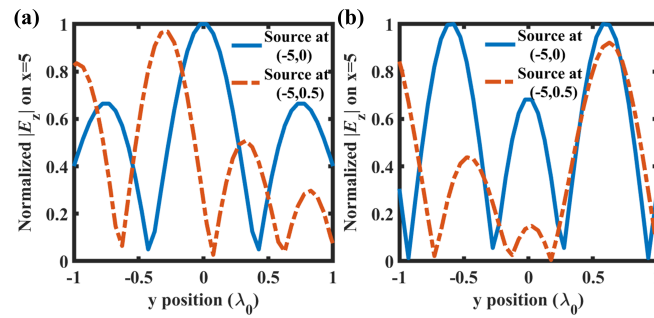 (a)
Normalized |E_z| on x=5
1
0.8
0.6
0.4
0.2
0
-1
-0.5
0
0.5
1
y position (λ_0)
Source at
(-5,0)
Source at
(-5,0.5)
(b)
Normalized |E_z| on x=5
1
0.8
0.6
0.4
0.2
0
-1
-0.5
0
0.5
y position (λ_0)
Source at
(-5,0)
Source at
(-5,0.5)